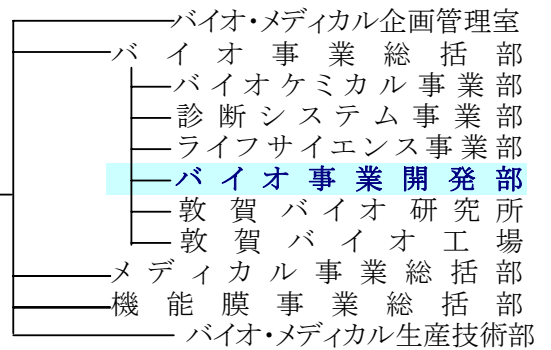 バイオ・メディカル企画管理室
バイオ事業総括部
バイオケミカル事業部
診断システム事業部
ライフサイエンス事業部
バイオ事業開発部
敦賀バイオ研究所
敦賀バイオ工場
メディカル事業総括部
機能膜事業総括部
バイオ・メディカル生産技術部